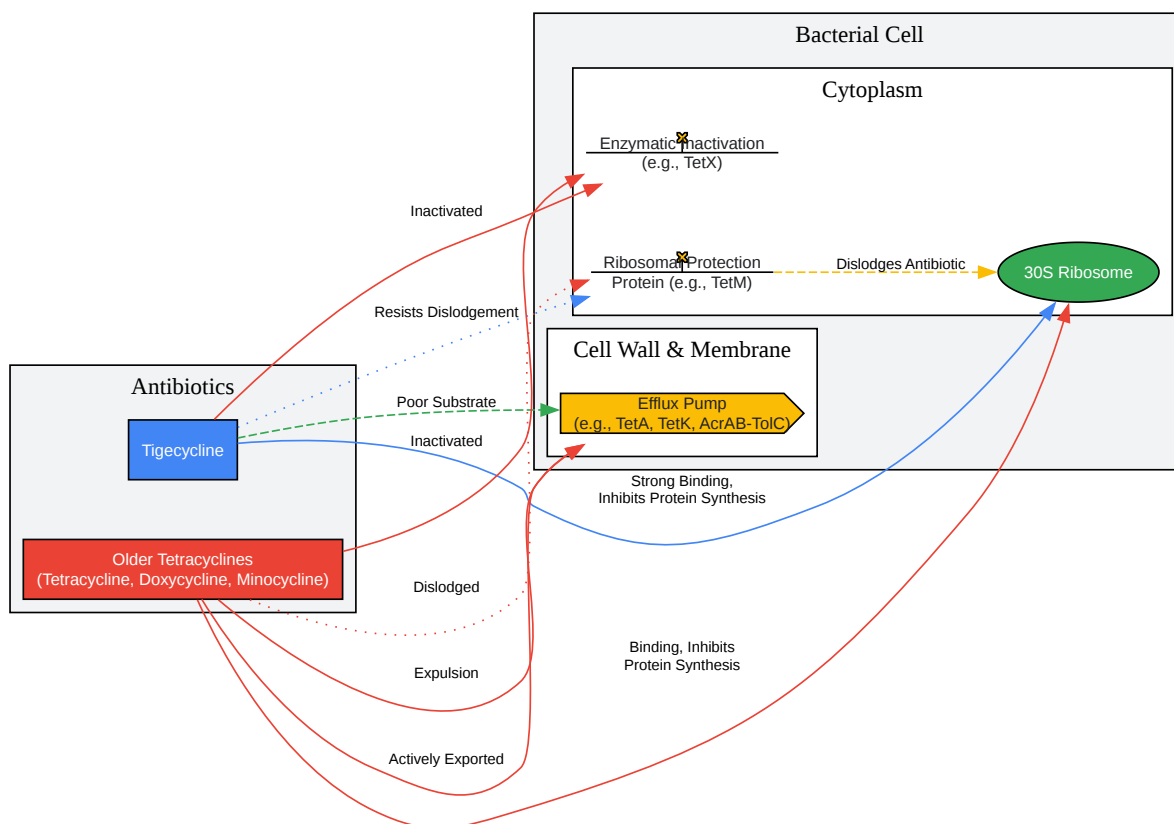 Bacterial Cell
Cytoplasm
Enzymatic Inactivation
(e.g., TetX)
Inactivated
Ribosomal Protection
Protein (e.g., TetM)
Dislodges Antibiotic
30S Ribosome
Resists Dislodgement
Cell Wall & Membrane
Antibiotics
Poor Substrate
Efflux Pump
(e.g., TetA, TetK, AcrAB-TolC)
Tigecycline
Inactivated
Strong Binding,
Inhibits Protein Synthesis
Older Tetracyclines
(Tetracycline, Doxycycline, Minocycline)
Dislodged
Binding, Inhibits
Protein Synthesis
Expulsion
Actively Exported